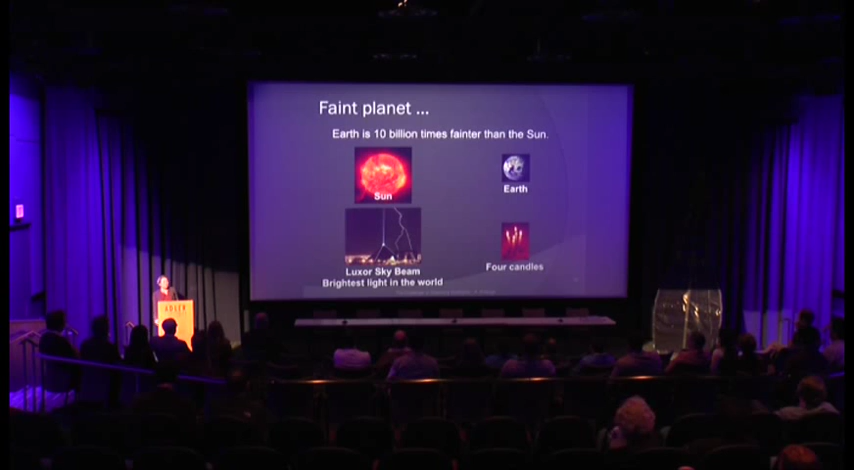 Faint planet ...
Earth is 10 billion times fainter than the Sun.
Sun
Earth
Luxor Sky Beam
Brightest light in the world
Four candles
ADLER